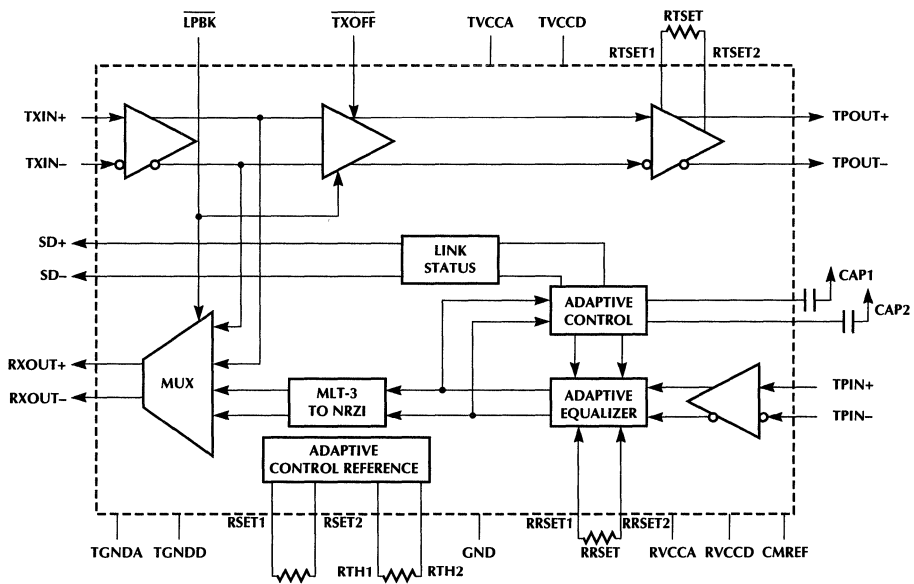 LPBK
TXOFF
TVCCA
TVCCD
RTSET
RTSET1
RTSET2
TXIN+
TPOUT+
TXIN–
TPOUT–
SD+
LINK
STATUS
SD–
CAP1
ADAPTIVE
CONTROL
CAP2
RXOUT+
RXOUT–
MUX
MLT-3
TO NRZI
ADAPTIVE
EQUALIZER
TPIN+
TPIN–
ADAPTIVE
CONTROL REFERENCE
RSET1
RSET2
RRSET1
RRSET2
TGNDA
TGNDD
GND
RRSET
RVCCA
RVCCD
CMREF
RTH1
RTH2